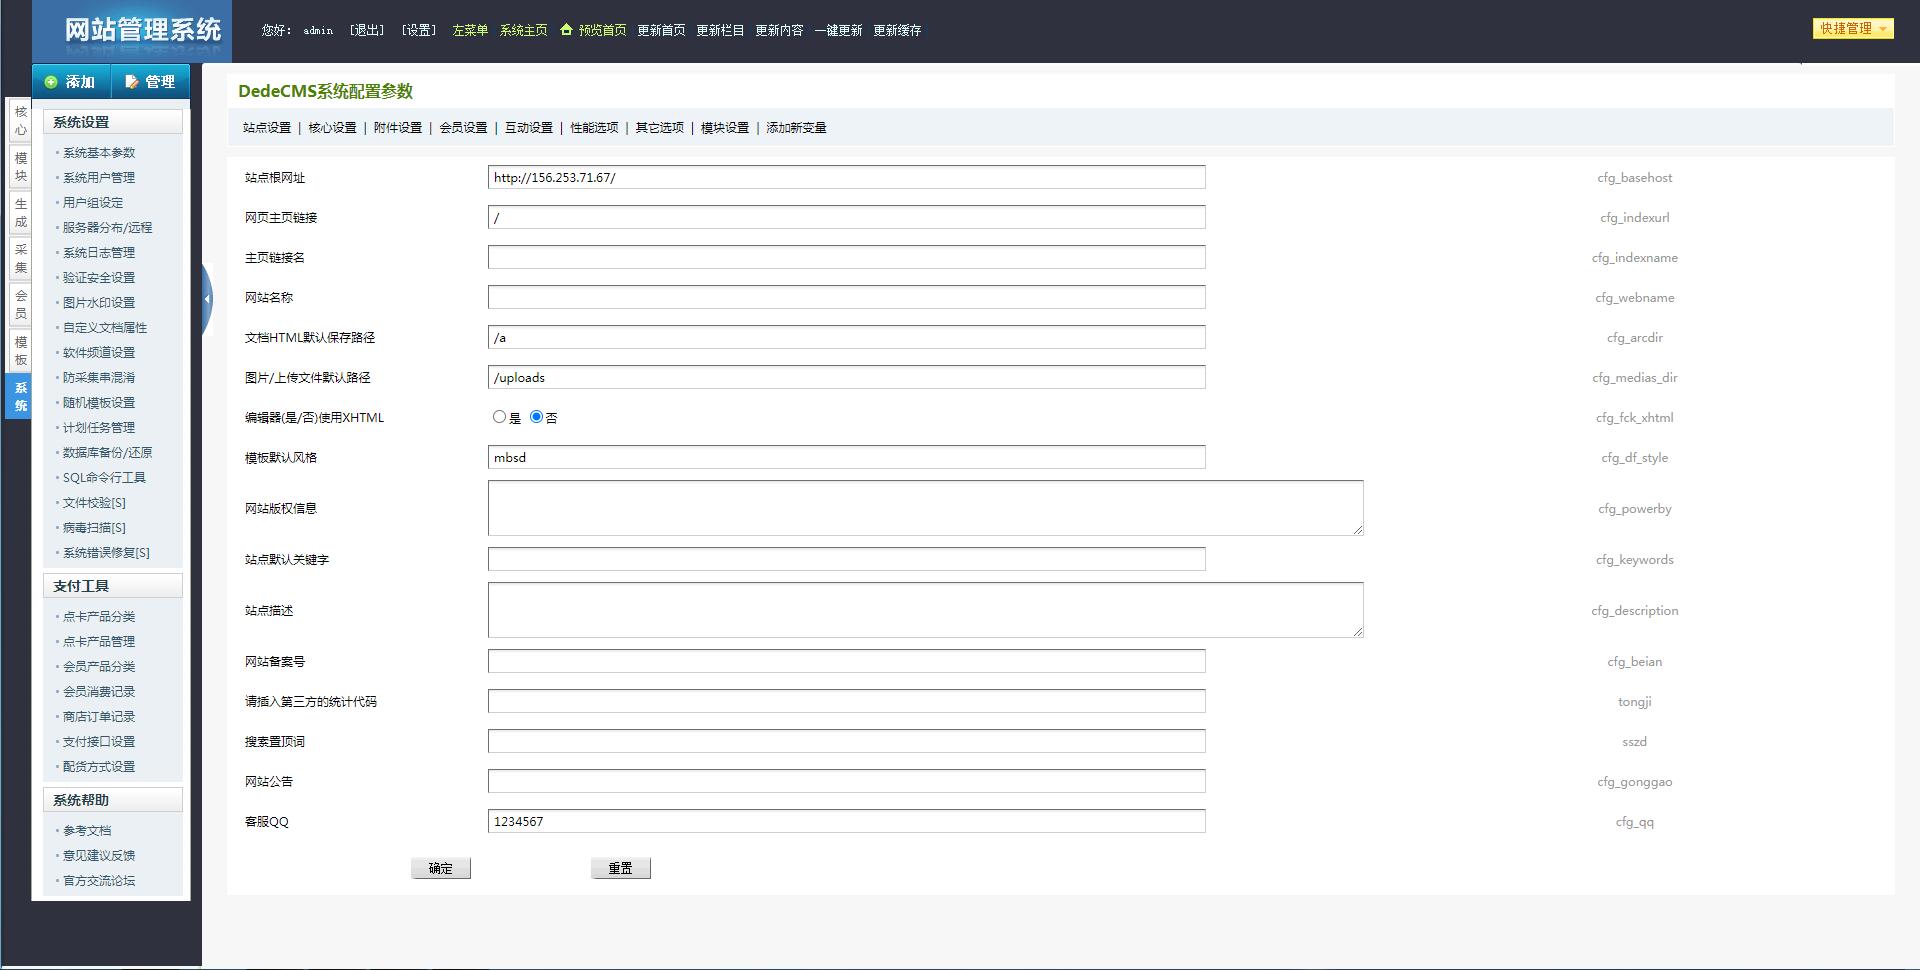 网站管理系统
您好： admin [退出] [设置] 左菜单 系统主页 预览首页 更新首页 更新栏目 更新内容 一键更新 更新缓存
快捷管理
添加 管理
核心
模块
生成
采集
会员
模板
系统
系统设置
系统基本参数
系统用户管理
用户组设定
服务器分布/远程
系统日志管理
验证安全设置
图片水印设置
自定义文档属性
软件频道设置
防采集串混淆
随机模板设置
计划任务管理
数据库备份/还原
SQL命令行工具
文件校验[S]
病毒扫描[S]
系统错误修复[S]
支付工具
点卡产品分类
点卡产品管理
会员产品分类
会员消费记录
商店订单记录
支付接口设置
配货方式设置
系统帮助
参考文档
意见建议反馈
官方交流论坛
DedeCMS系统配置参数
站点设置 | 核心设置 | 附件设置 | 会员设置 | 互动设置 | 性能选项 | 其它选项 | 模块设置 | 添加新变量
站点根网址 http://156.253.71.67/ cfg_basehost
网页主页链接 / cfg_indexurl
主页链接名 cfg_indexname
网站名称 cfg_webname
文档HTML默认保存路径 /a cfg_arcdir
图片/上传文件默认路径 /uploads cfg_medias_dir
编辑器(是/否)使用XHTML 是 否 cfg_fck_xhtml
模板默认风格 mbsd cfg_df_style
网站版权信息 cfg_powerby
站点默认关键字 cfg_keywords
站点描述 cfg_description
网站备案号 cfg_beian
请插入第三方的统计代码 tongji
搜索置顶词 sszd
网站公告 cfg_gonggao
客服QQ 1234567 cfg_qq
确定 重置